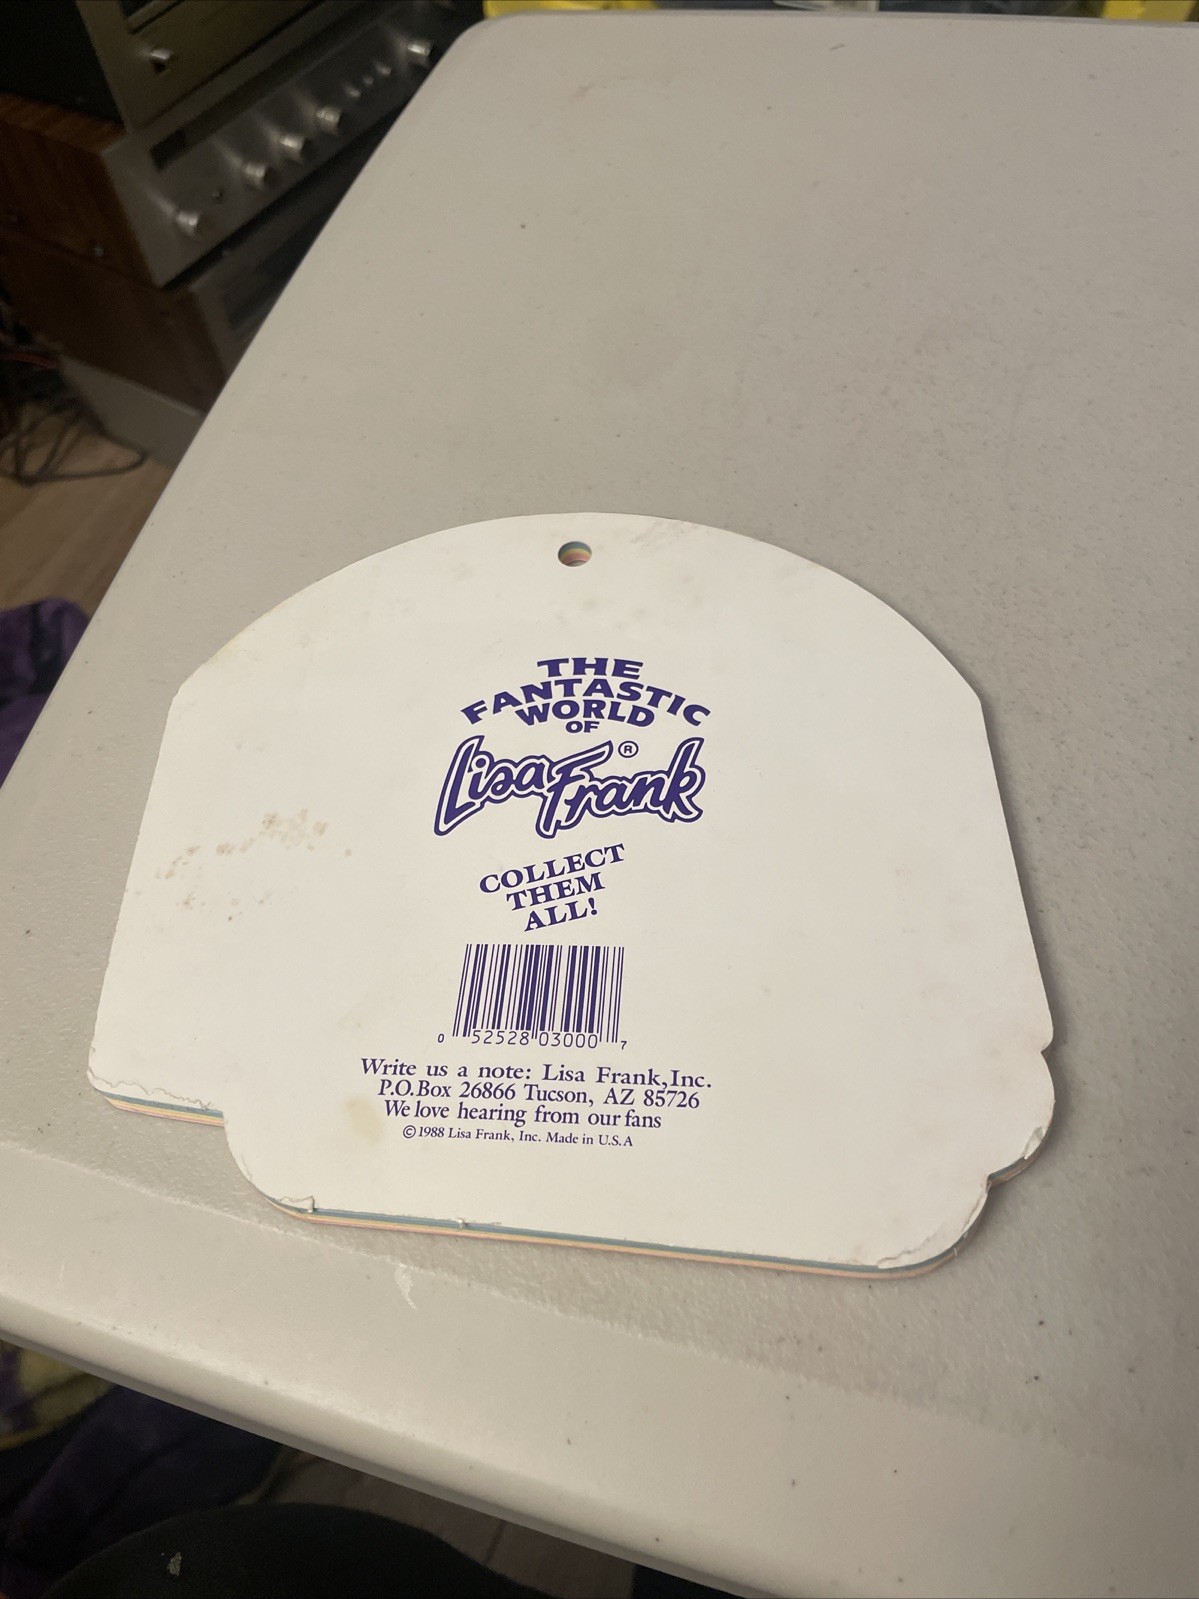 THE
FANTASTIC
WORLD
OF
Lisa Frank®
COLLECT
THEM
ALL!
0 52528 03000 7
Write us a note: Lisa Frank, Inc.
P.O.Box 26866 Tucson, AZ 85726
We love hearing from our fans
©1988 Lisa Frank, Inc. Made in U.S.A